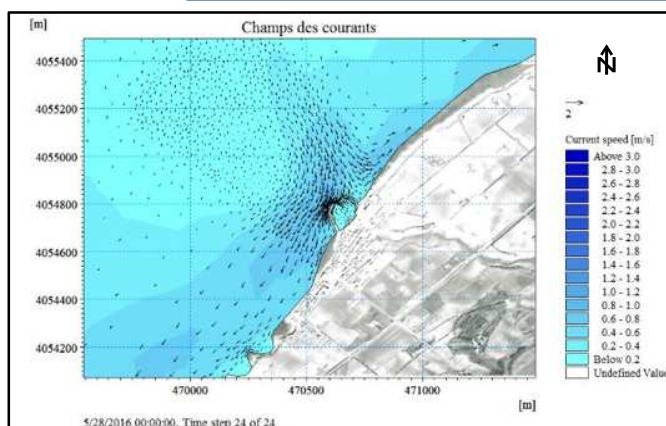 [m]
Champs des courants
4055400
4055200
4055000
4054800
4054600
4054400
4054200
470000
470500
471000
[m]
5/28/2016 00:00:00, Time step 24 of 24
N
2
Current speed [m/s]
Above 3.0
2.8 - 3.0
2.6 - 2.8
2.4 - 2.6
2.2 - 2.4
2.0 - 2.2
1.8 - 2.0
1.6 - 1.8
1.4 - 1.6
1.2 - 1.4
1.0 - 1.2
0.8 - 1.0
0.6 - 0.8
0.4 - 0.6
0.2 - 0.4
Below 0.2
Undefined Value